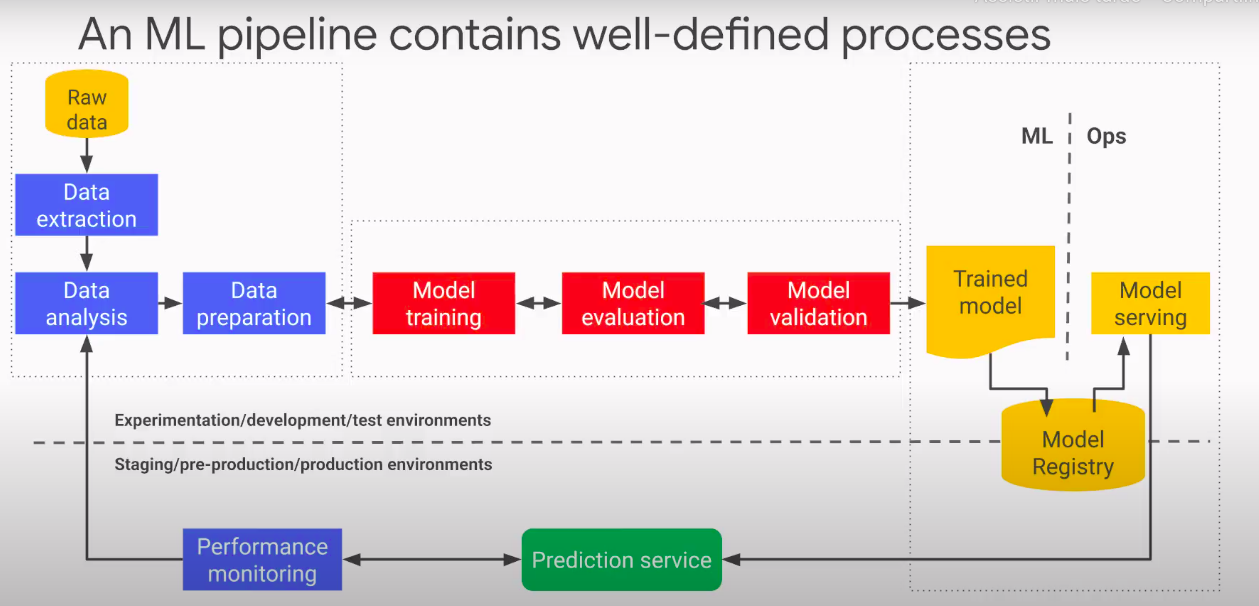 An ML pipeline contains well-defined processes
Raw
data
Data
extraction
Data
analysis
Data
preparation
Model
training
Model
evaluation
Model
validation
ML
Ops
Trained
model
Model
serving
Model
Registry
Experimentation/development/test environments
Staging/pre-production/production environments
Performance
monitoring
Prediction service